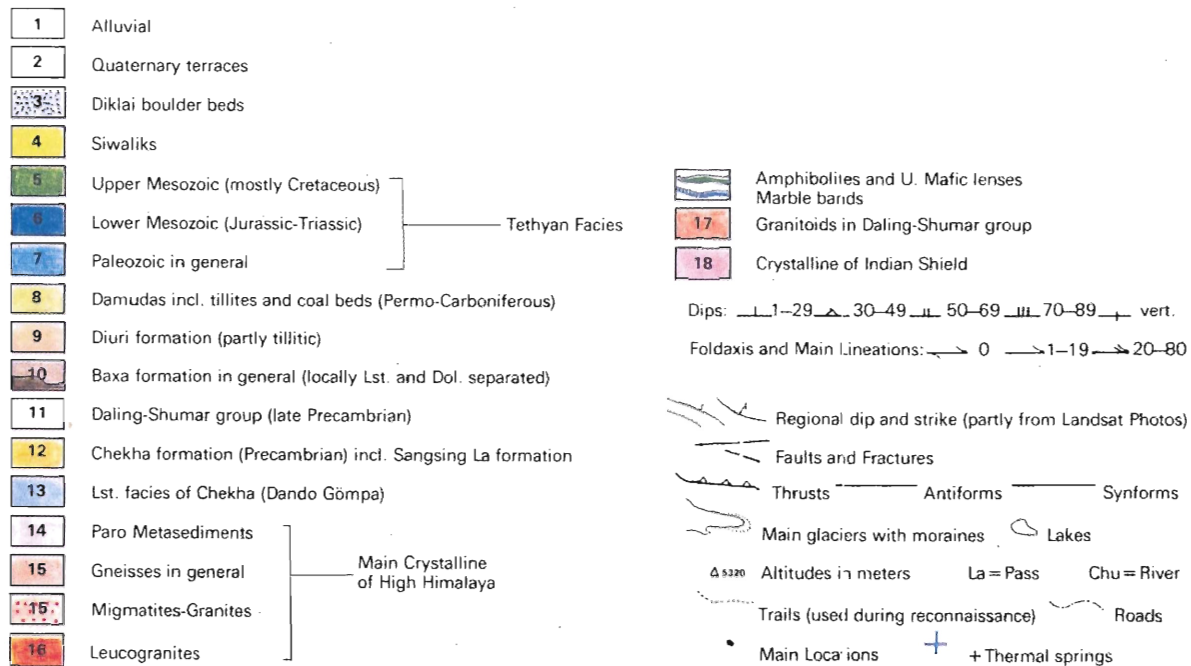 1 Alluvial
2 Quaternary terraces
3 Diklai boulder beds
4 Siwaliks
5 Upper Mesozoic (mostly Cretaceous)
6 Lower Mesozoic (Jurassic-Triassic)
7 Paleozoic in general
Tethyan Facies
8 Damudas incl. tillites and coal beds (Permo-Carboniferous)
9 Diuri formation (partly tillitic)
10 Baxa formation in general (locally Lst. and Dol. separated)
11 Daling-Shumar group (late Precambrian)
12 Chekha formation (Precambrian) incl. Sangsing La formation
13 Lst. facies of Chekha (Dando Gömpa)
14 Paro Metasediments
15 Gneisses in general
15 Migmatites-Granites
16 Leucogranites
Main Crystalline
of High Himalaya
Amphibolites and U. Mafic lenses
Marble bands
17 Granitoids in Daling-Shumar group
18 Crystalline of Indian Shield
Dips: 1–29 30–49 50–69 70–89 vert.
Foldaxis and Main Lineations: 0 1–19 20–80
Regional dip and strike (partly from Landsat Photos)
Faults and Fractures
Thrusts Antiforms Synforms
Main glaciers with moraines Lakes
Δ 5320 Altitudes in meters La = Pass Chu = River
Trails (used during reconnaissance) Roads
Main Locations + Thermal springs